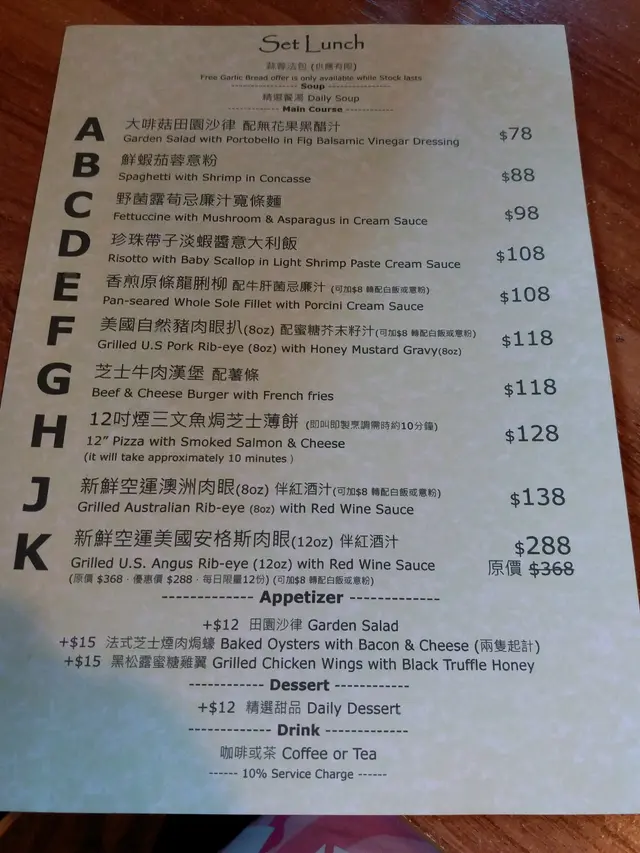 Set Lunch
蒜蓉法包 (供應有限)
Free Garlic Bread offer is only available while Stock lasts
------------- Soup -------------
精選餐湯 Daily Soup
------------ Main Course ------------
A 大啡菇田園沙律 配無花果黑醋汁 $78
Garden Salad with Portobello in Fig Balsamic Vinegar Dressing
B 鮮蝦茄蓉意粉 $88
Spaghetti with Shrimp in Concasse
C 野菌露荀忌廉汁寬條麵 $98
Fettuccine with Mushroom & Asparagus in Cream Sauce
D 珍珠帶子淡蝦醬意大利飯 $108
Risotto with Baby Scallop in Light Shrimp Paste Cream Sauce
E 香煎原條龍脷柳 配牛肝菌忌廉汁 (可加$8 轉配白飯或意粉) $108
Pan-seared Whole Sole Fillet with Porcini Cream Sauce
F 美國自然豬肉眼扒(8oz) 配蜜糖芥末籽汁(可加$8 轉配白飯或意粉) $118
Grilled U.S Pork Rib-eye (8oz) with Honey Mustard Gravy(8oz)
G 芝士牛肉漢堡 配薯條 $118
Beef & Cheese Burger with French fries
H 12吋煙三文魚焗芝士薄餅 (即叫即製烹調需時約10分鐘) $128
12" Pizza with Smoked Salmon & Cheese
(it will take approximately 10 minutes )
J 新鮮空運澳洲肉眼(8oz) 伴紅酒汁(可加$8 轉配白飯或意粉) $138
Grilled Australian Rib-eye (8oz) with Red Wine Sauce
K 新鮮空運美國安格斯肉眼(12oz) 伴紅酒汁 $288
Grilled U.S. Angus Rib-eye (12oz) with Red Wine Sauce 原價 $368
(原價 $368．優惠價 $288．每日限量12份) (可加$8 轉配白飯或意粉)
------------- Appetizer -------------
+$12 田園沙律 Garden Salad
+$15 法式芝士煙肉焗蠔 Baked Oysters with Bacon & Cheese (兩隻起計)
+$15 黑松露蜜糖雞翼 Grilled Chicken Wings with Black Truffle Honey
------------ Dessert ------------
+$12 精選甜品 Daily Dessert
------------- Drink -------------
咖啡或茶 Coffee or Tea
------ 10% Service Charge ------